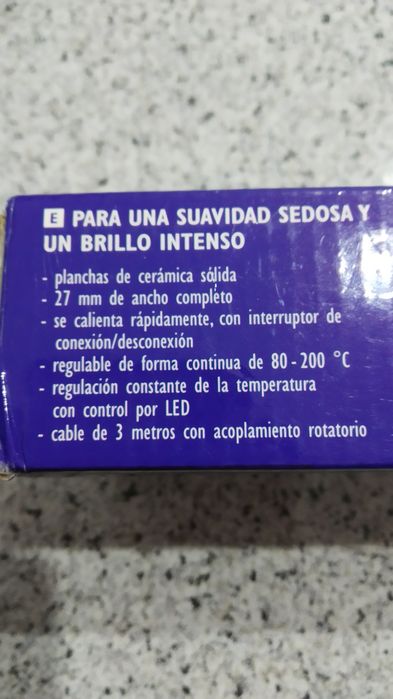 E PARA UNA SUAVIDAD SEDOSA Y
UN BRILLO INTENSO
- planchas de cerámica sólida
- 27 mm de ancho completo
- se calienta rápidamente, con interruptor de
conexión/desconexión
- regulable de forma continua de 80 - 200 °C
- regulación constante de la temperatura
con control por LED
- cable de 3 metros con acoplamiento rotatorio